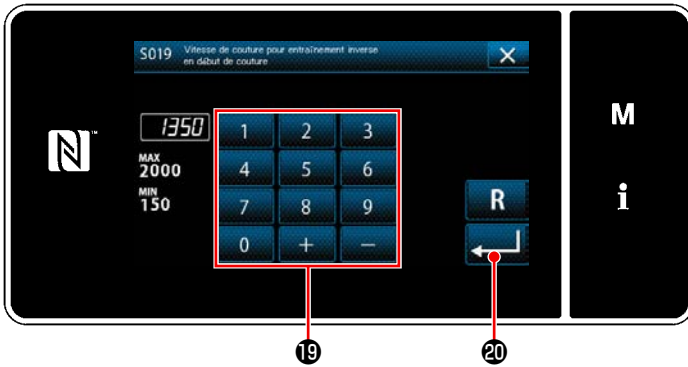 S019 Vitesse de couture pour entraînement inverse
en début de couture
1350
MAX
2000
MIN
150
1 2 3
4 5 6
7 8 9
0 + −
R
N™
M
i
⓳ ⓴